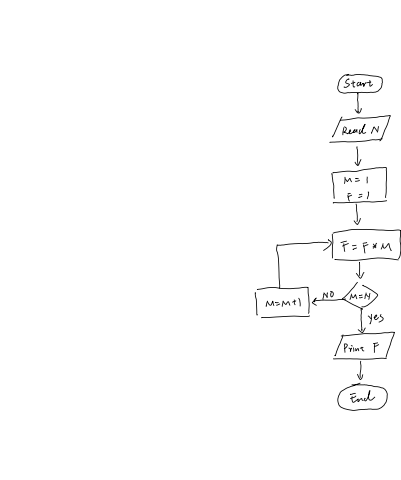 Start
Read N
M = 1
F = 1
F = F * M
M=N
NO
M=M+1
yes
Print F
End